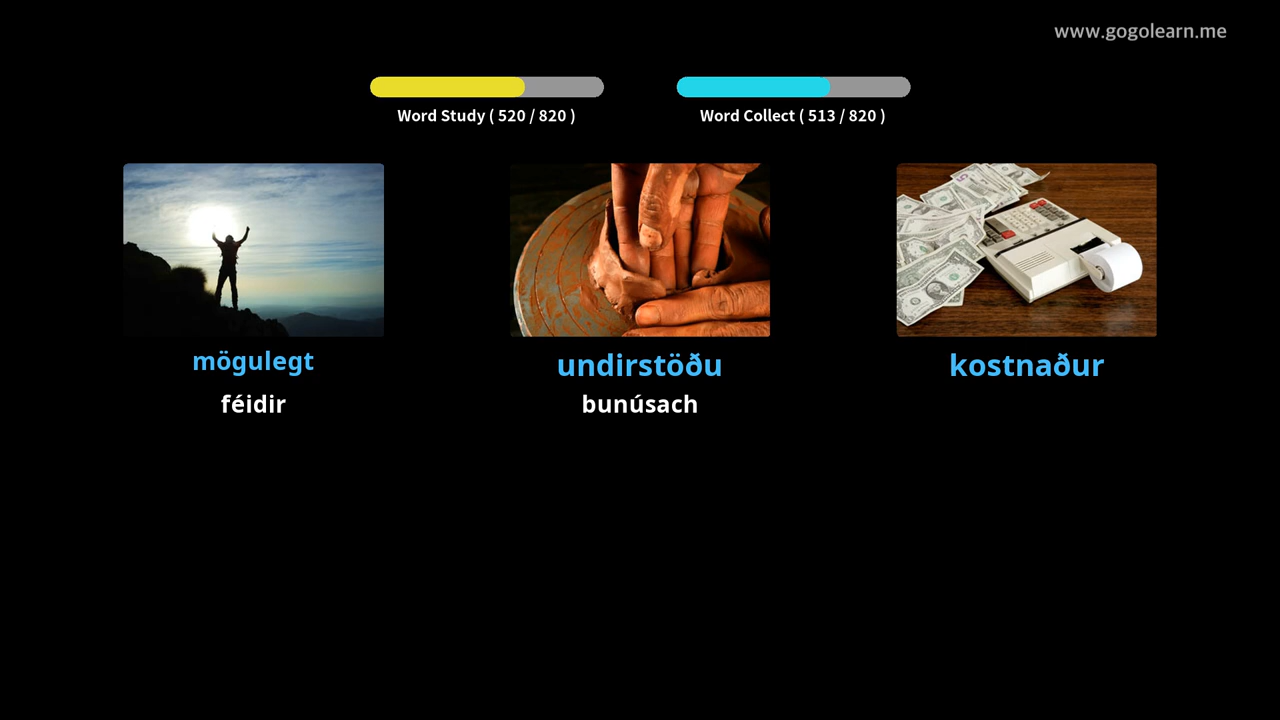 www.gogolearn.me
Word Study ( 520 / 820 )
Word Collect ( 513 / 820 )
mögulegt
undirstöðu
kostnaður
féidir
bunúsach